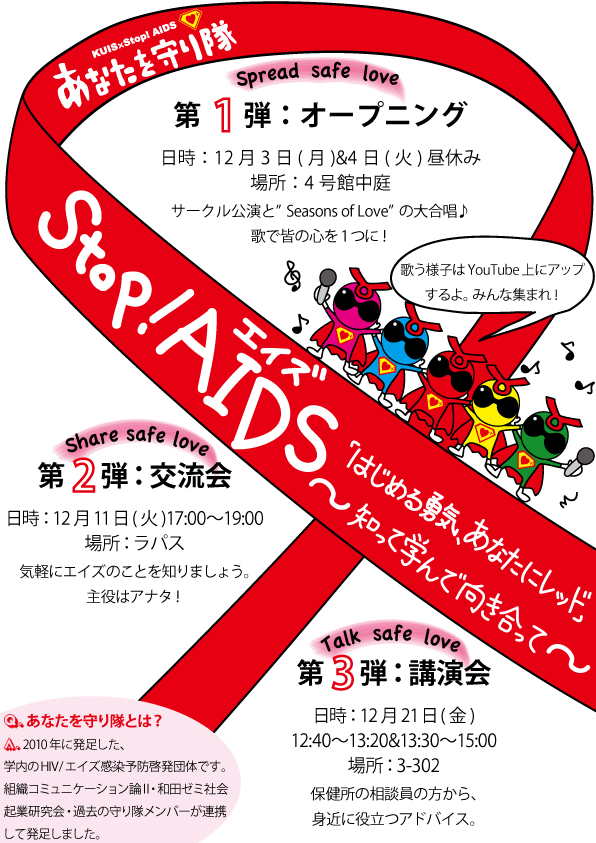 KUIS×Stop! AIDS
あなたを守り隊
Spread safe love
第1弾：オープニング
日時：12月3日(月)&4日(火)昼休み
場所：4号館中庭
サークル公演と"Seasons of Love"の大合唱♪
歌で皆の心を1つに！
歌う様子はYouTube上にアップ
するよ。みんな集まれ！
Stop!AIDS
エイズ
「はじめる勇気、あなたにレッド」
〜知って学んで向き合って〜
Share safe love
第2弾：交流会
日時：12月11日(火)17:00〜19:00
場所：ラパス
気軽にエイズのことを知りましょう。
主役はアナタ！
Talk safe love
第3弾：講演会
日時：12月21日(金)
12:40〜13:20&13:30〜15:00
場所：3-302
保健所の相談員の方から、
身近に役立つアドバイス。
Q.あなたを守り隊とは？
A.2010年に発足した、
学内のHIV/エイズ感染予防啓発団体です。
組織コミュニケーション論II・和田ゼミ社会
起業研究会・過去の守り隊メンバーが連携
して発足しました。